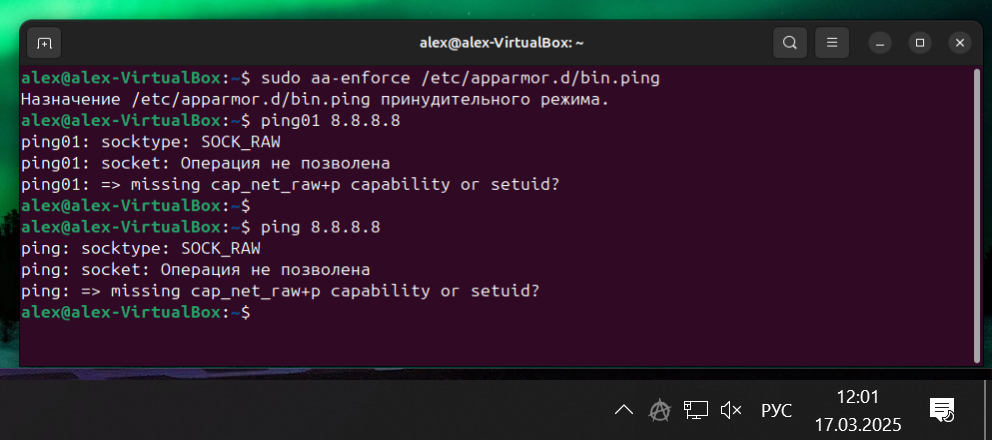 alex@alex-VirtualBox: ~
alex@alex-VirtualBox:~$ sudo aa-enforce /etc/apparmor.d/bin.ping
Назначение /etc/apparmor.d/bin.ping принудительного режима.
alex@alex-VirtualBox:~$ ping01 8.8.8.8
ping01: socktype: SOCK_RAW
ping01: socket: Операция не позволена
ping01: => missing cap_net_raw+p capability or setuid?
alex@alex-VirtualBox:~$
alex@alex-VirtualBox:~$ ping 8.8.8.8
ping: socktype: SOCK_RAW
ping: socket: Операция не позволена
ping: => missing cap_net_raw+p capability or setuid?
alex@alex-VirtualBox:~$
РУС
12:01
17.03.2025